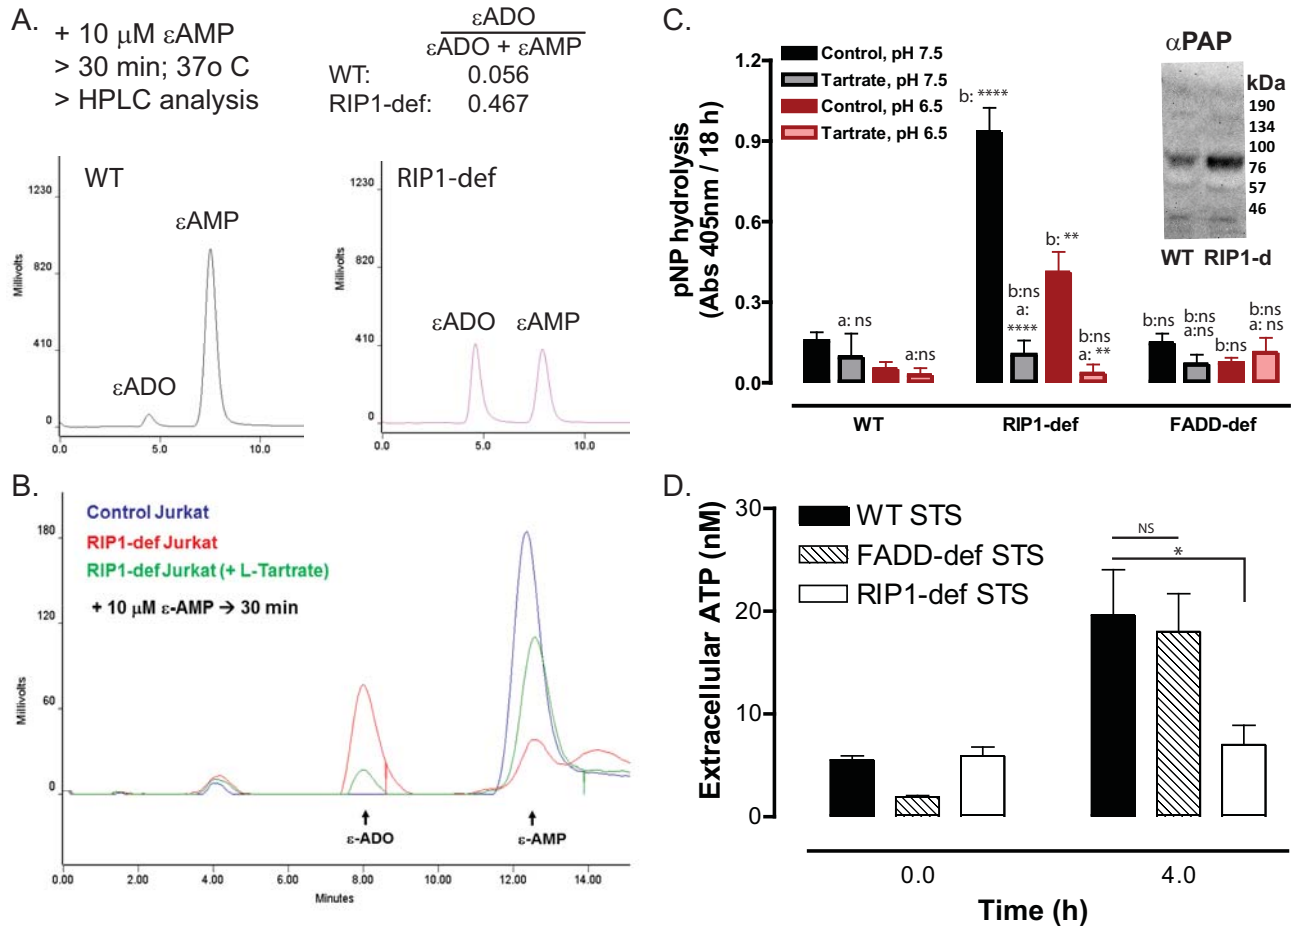 A.
+ 10 μM εAMP
> 30 min; 37o C
> HPLC analysis
εADO
εADO + εAMP
WT: 0.056
RIP1-def: 0.467
WT
εAMP
εADO
Millivolts
1230
820
410
0
0.0 5.0 10.0
RIP1-def
εADO εAMP
Millivolts
1230
820
410
0
0.0 5.0 10.0
B.
Control Jurkat
RIP1-def Jurkat
RIP1-def Jurkat (+ L-Tartrate)
+ 10 μM ε-AMP → 30 min
Millivolts
180
120
60
0
ε-ADO ε-AMP
0.00 2.00 4.00 6.00 8.00 10.00 12.00 14.00
Minutes
C.
pNP hydrolysis
(Abs 405nm / 18 h)
1.2
0.9
0.6
0.3
0.0
Control, pH 7.5
Tartrate, pH 7.5
Control, pH 6.5
Tartrate, pH 6.5
αPAP
kDa
190
134
100
76
57
46
WT RIP1-d
a: ns
a:ns
b: ****
b:ns
a:
****
b: **
b:ns
a: **
b:ns
b:ns
a:ns
b:ns
b:ns
a: ns
WT RIP1-def FADD-def
D.
Extracellular ATP (nM)
30
20
10
0
WT STS
FADD-def STS
RIP1-def STS
NS
*
0.0 4.0
Time (h)